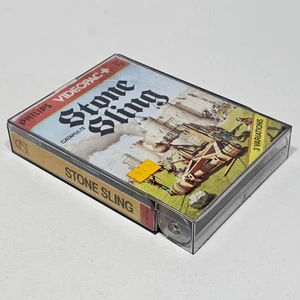 PHILIPS VIDEOPAC+
Stone
Sling
CATAPULTE
3 VARIATIONS
STONE SLING